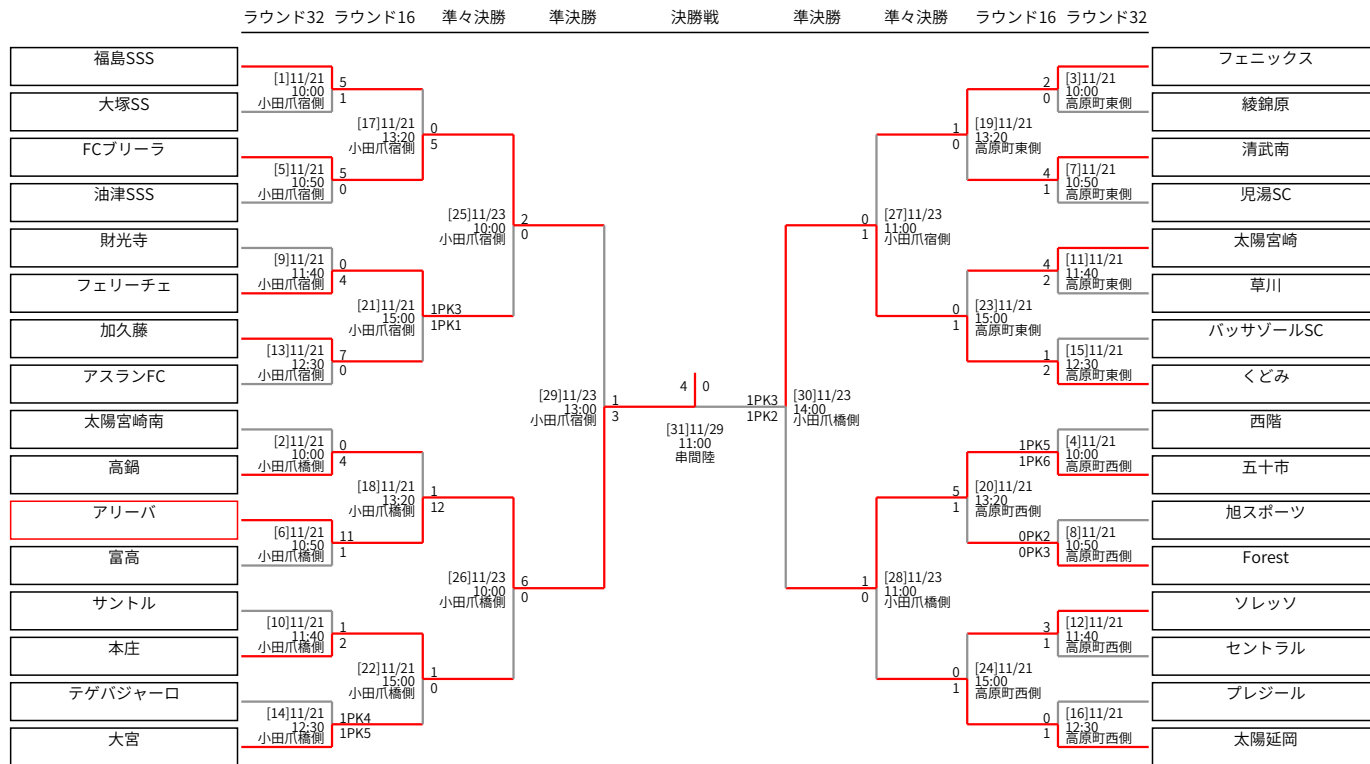 ラウンド32 ラウンド16 準々決勝 準決勝 決勝戦 準決勝 準々決勝 ラウンド16 ラウンド32
福島SSS
大塚SS
FCブリーラ
油津SSS
財光寺
フェリーチェ
加久藤
アスランFC
太陽宮崎南
高鍋
アリーバ
富高
サントル
本庄
テゲバジャーロ
大宮
[1]11/21
10:00
小田爪宿側
5
1
[5]11/21
10:50
小田爪宿側
5
0
[9]11/21
11:40
小田爪宿側
0
4
[13]11/21
12:30
小田爪宿側
7
0
[2]11/21
10:00
小田爪橋側
0
4
[6]11/21
10:50
小田爪橋側
11
1
[10]11/21
11:40
小田爪橋側
1
2
[14]11/21
12:30
小田爪橋側
1PK4
1PK5
[17]11/21
13:20
小田爪宿側
0
5
[21]11/21
15:00
小田爪宿側
1PK3
1PK1
[18]11/21
13:20
小田爪橋側
1
12
[22]11/21
15:00
小田爪橋側
1
0
[25]11/23
10:00
小田爪宿側
2
0
[26]11/23
10:00
小田爪橋側
6
0
[29]11/23
13:00
小田爪宿側
1
3
4 0
[31]11/29
11:00
串間陸
1PK3
1PK2
[30]11/23
14:00
小田爪橋側
0
1
[27]11/23
11:00
小田爪宿側
1
0
[28]11/23
11:00
小田爪橋側
1
0
[19]11/21
13:20
高原町東側
0
1
[23]11/21
15:00
高原町東側
5
1
[20]11/21
13:20
高原町西側
0
1
[24]11/21
15:00
高原町西側
2
0
[3]11/21
10:00
高原町東側
4
1
[7]11/21
10:50
高原町東側
4
2
[11]11/21
11:40
高原町東側
1
2
[15]11/21
12:30
高原町東側
1PK5
1PK6
[4]11/21
10:00
高原町西側
0PK2
0PK3
[8]11/21
10:50
高原町西側
3
1
[12]11/21
11:40
高原町西側
0
1
[16]11/21
12:30
高原町西側
フェニックス
綾錦原
清武南
児湯SC
太陽宮崎
草川
バッサゾールSC
くどみ
西階
五十市
旭スポーツ
Forest
ソレッソ
セントラル
プレジール
太陽延岡